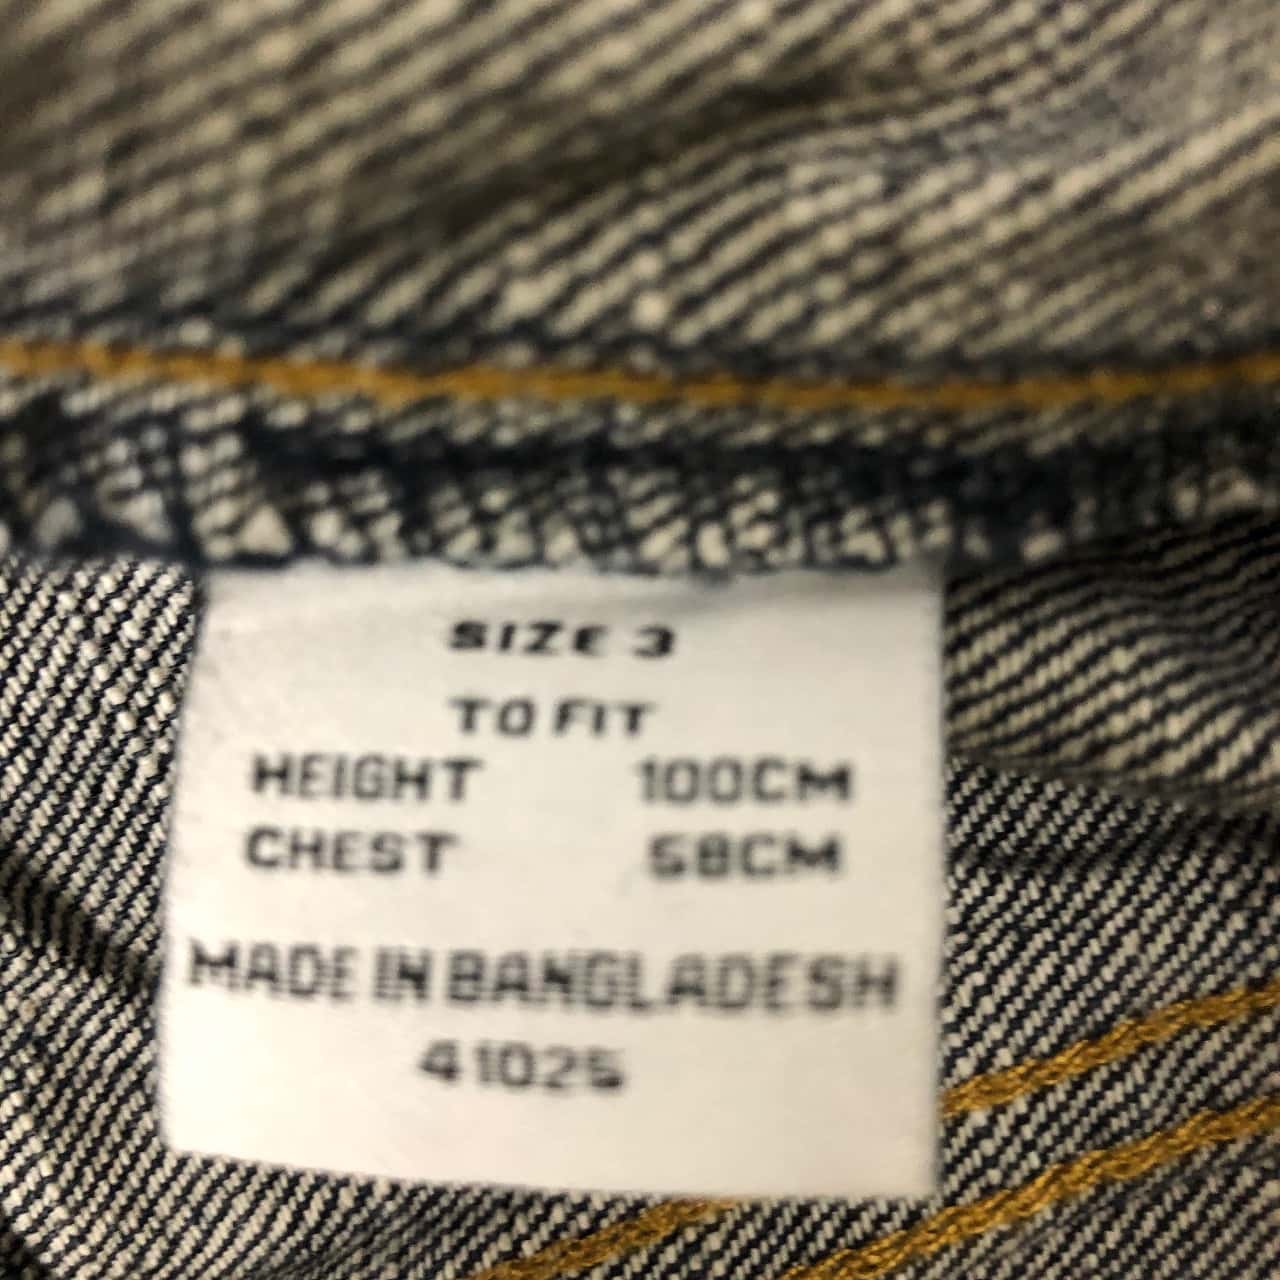 SIZE 3
TO FIT
HEIGHT 100CM
CHEST 58CM
MADE IN BANGLADESH
41025